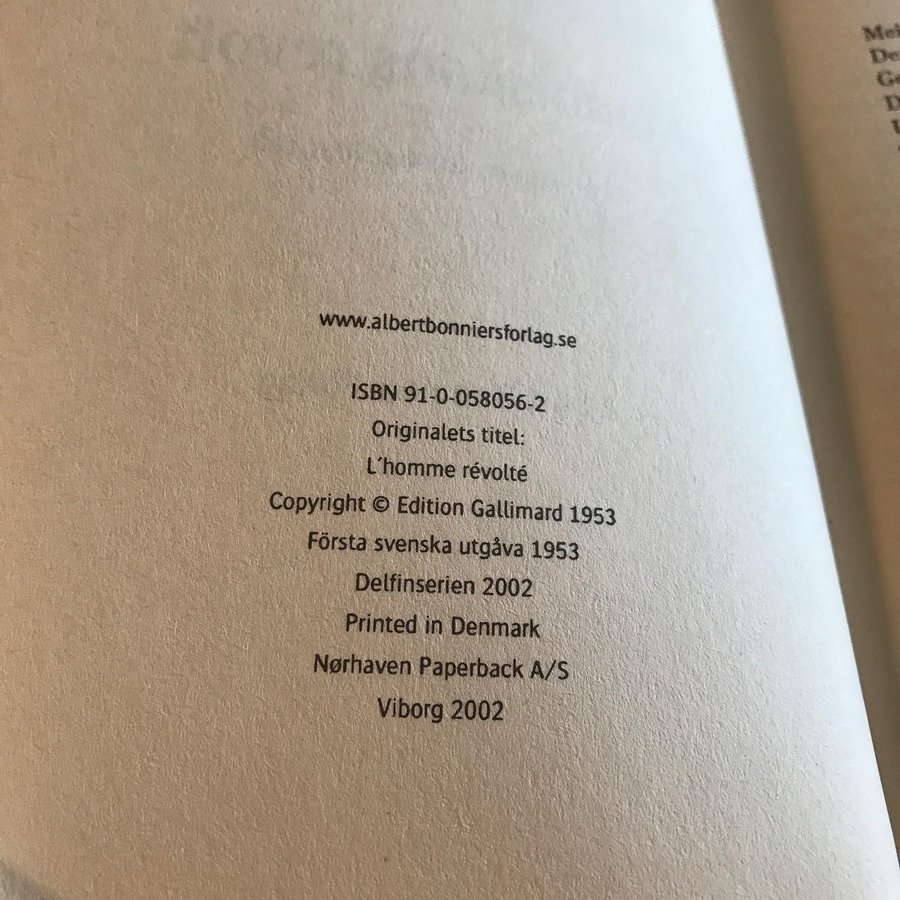 www.albertbonniersforlag.se
ISBN 91-0-058056-2
Originalets titel:
L´homme révolté
Copyright © Edition Gallimard 1953
Första svenska utgåva 1953
Delfinserien 2002
Printed in Denmark
Nørhaven Paperback A/S
Viborg 2002